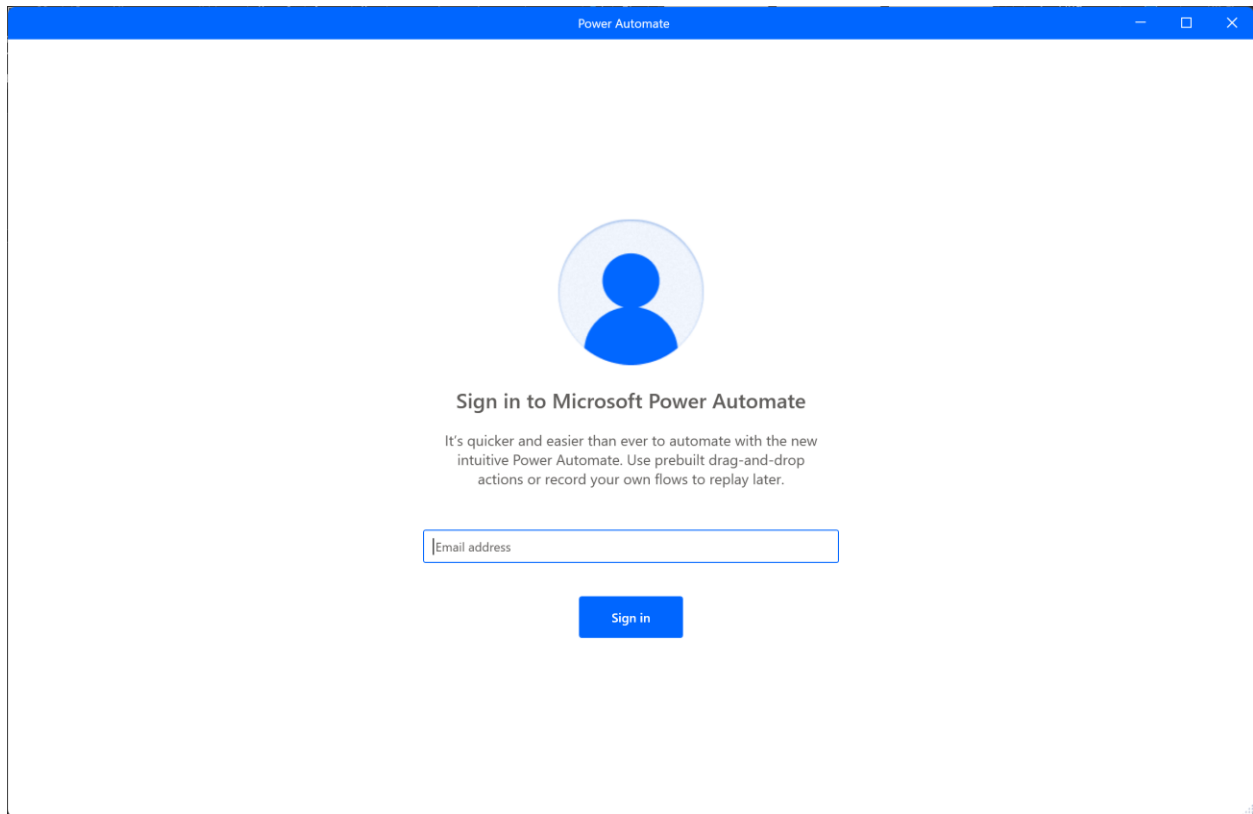 Power Automate
Sign in to Microsoft Power Automate
It's quicker and easier than ever to automate with the new
intuitive Power Automate. Use prebuilt drag-and-drop
actions or record your own flows to replay later.
Email address
Sign in